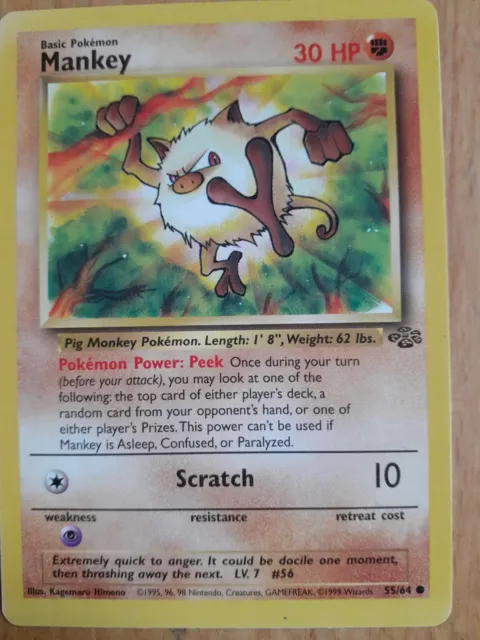 Basic Pokémon
Mankey
30 HP
Pig Monkey Pokémon. Length: 1' 8", Weight: 62 lbs.
Pokémon Power: Peek Once during your turn
(before your attack), you may look at one of the
following: the top card of either player's deck, a
random card from your opponent's hand, or one of
either player's Prizes. This power can't be used if
Mankey is Asleep, Confused, or Paralyzed.
Scratch 10
weakness resistance retreat cost
Extremely quick to anger. It could be docile one moment,
then thrashing away the next. LV. 7 #56
Illus. Kagemaru Himeno ©1995, 96, 98 Nintendo, Creatures, GAMEFREAK. ©1999 Wizards. 55/64